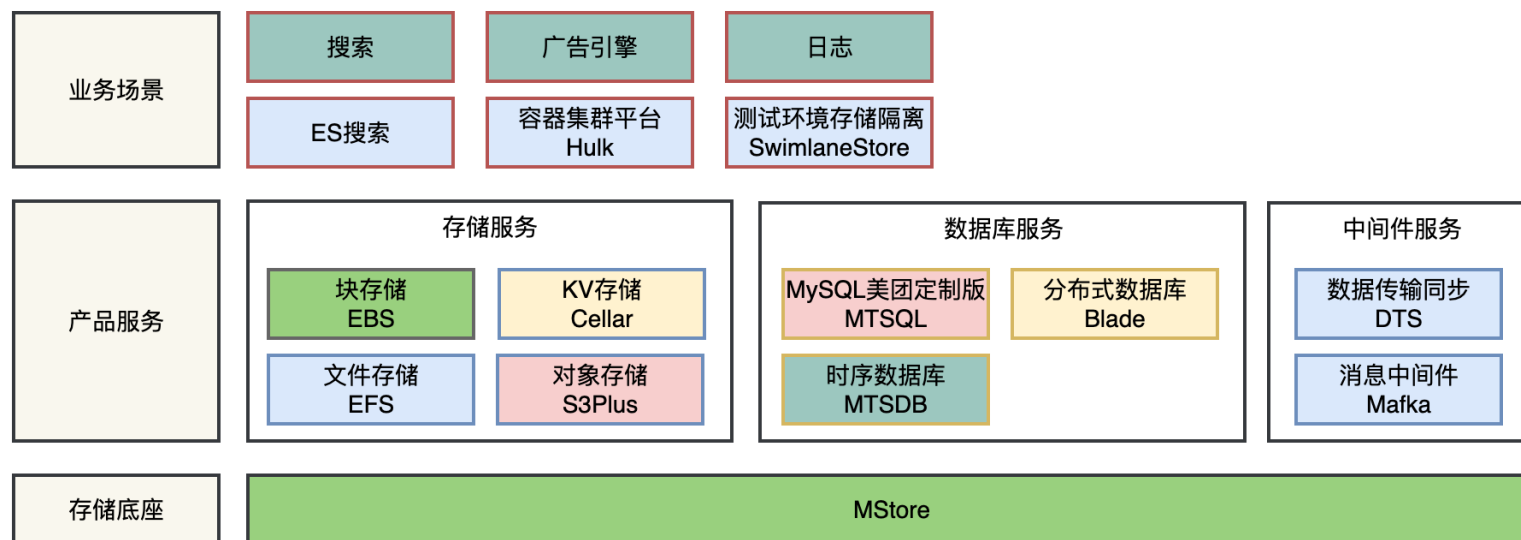 业务场景
搜索
广告引擎
日志
ES搜索
容器集群平台
Hulk
测试环境存储隔离
SwimlaneStore
产品服务
存储服务
块存储
EBS
KV存储
Cellar
文件存储
EFS
对象存储
S3Plus
数据库服务
MySQL美团定制版
MTSQL
分布式数据库
Blade
时序数据库
MTSDB
中间件服务
数据传输同步
DTS
消息中间件
Mafka
存储底座
MStore